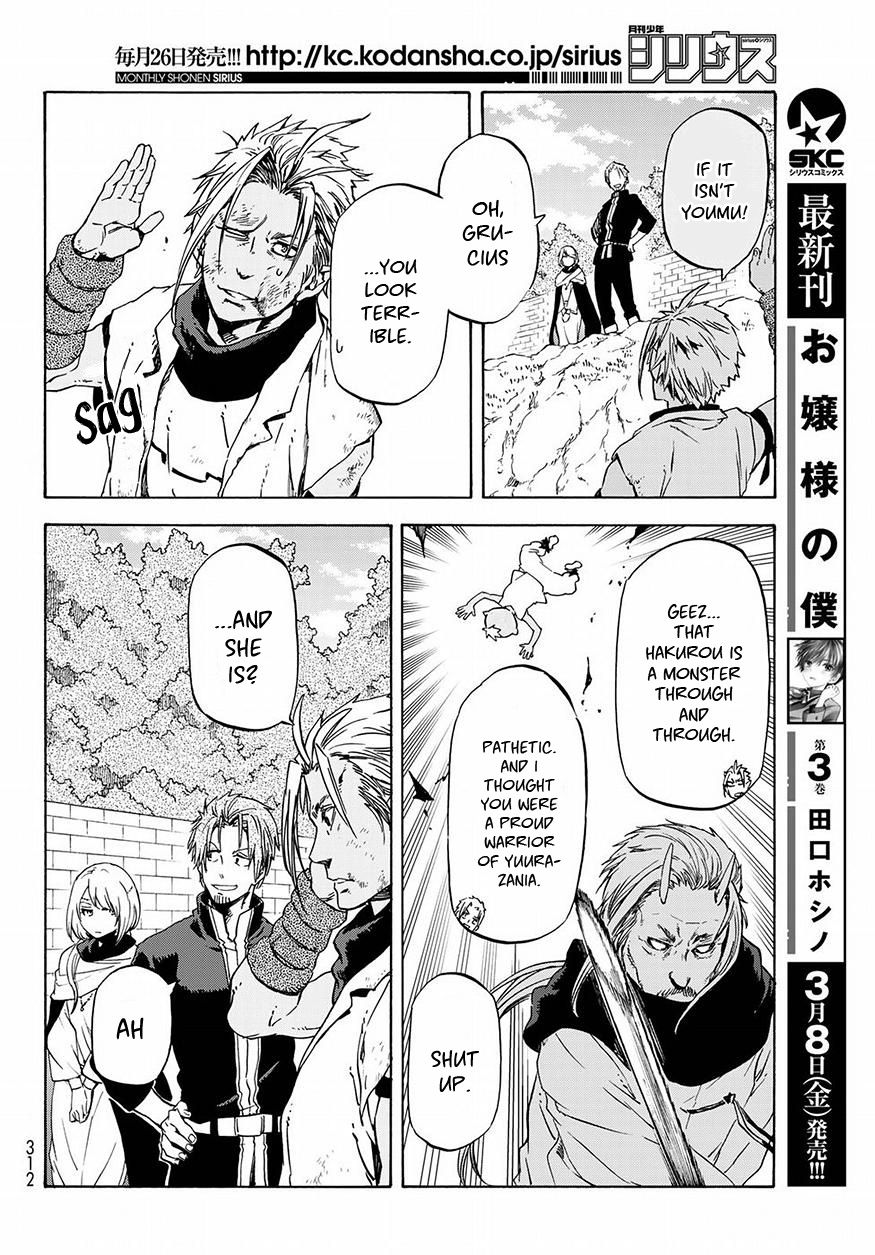 毎月26日発売!!! http://kc.kodansha.co.jp/sirius
MONTHLY SHONEN SIRIUS
月刊少年
シリウス
IF IT
ISN'T
YOUMU!
OH,
GRU-
CIUS
...YOU
LOOK
TERR-
IBLE.
Sag
GEEZ...
THAT
HAKUROU IS
A MONSTER
THROUGH
AND
THROUGH.
PATHETIC.
AND I
THOUGHT
YOU WERE
A PROUD
WARRIOR
OF YUURA-
ZANIA.
SHUT
UP.
...AND
SHE
IS?
AH
SKC
シリウスコミックス
最新刊
お嬢様の僕
第3巻
田口ホシノ
3月8日(金)発売!!!
312